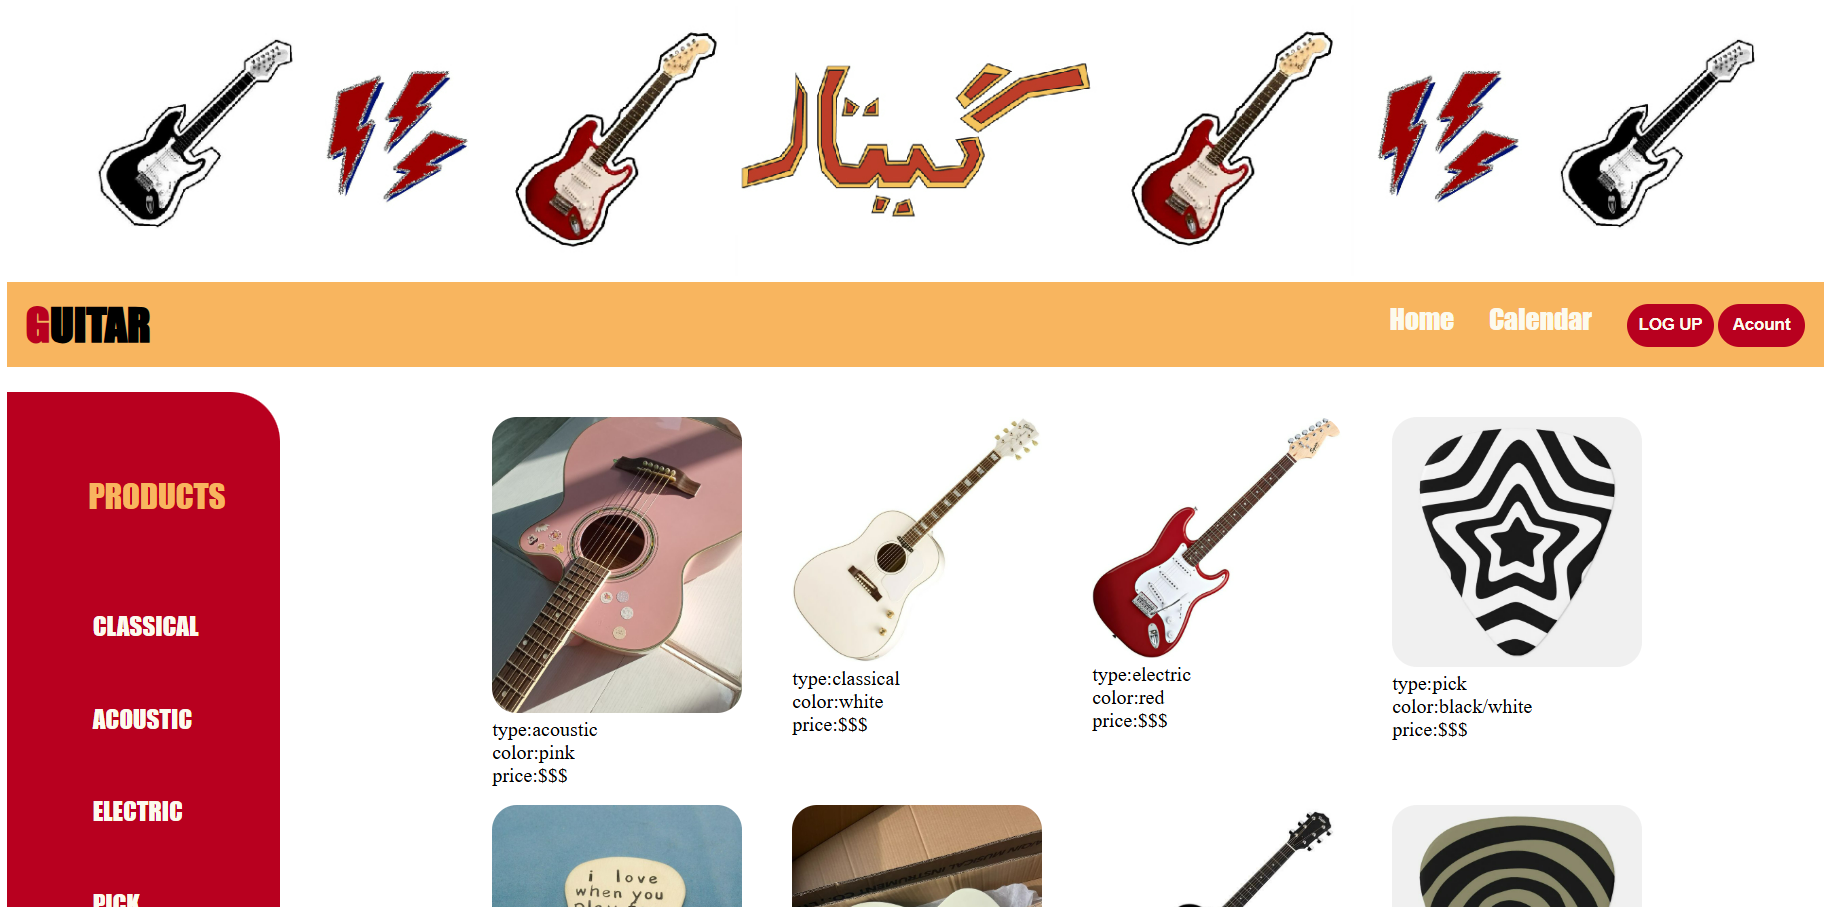 گیتار
GUITAR
Home Calendar LOG UP Acount
PRODUCTS
CLASSICAL
ACOUSTIC
ELECTRIC
PICK
type:acoustic
color:pink
price:$$$
type:classical
color:white
price:$$$
type:electric
color:red
price:$$$
type:pick
color:black/white
price:$$$
i love
when you